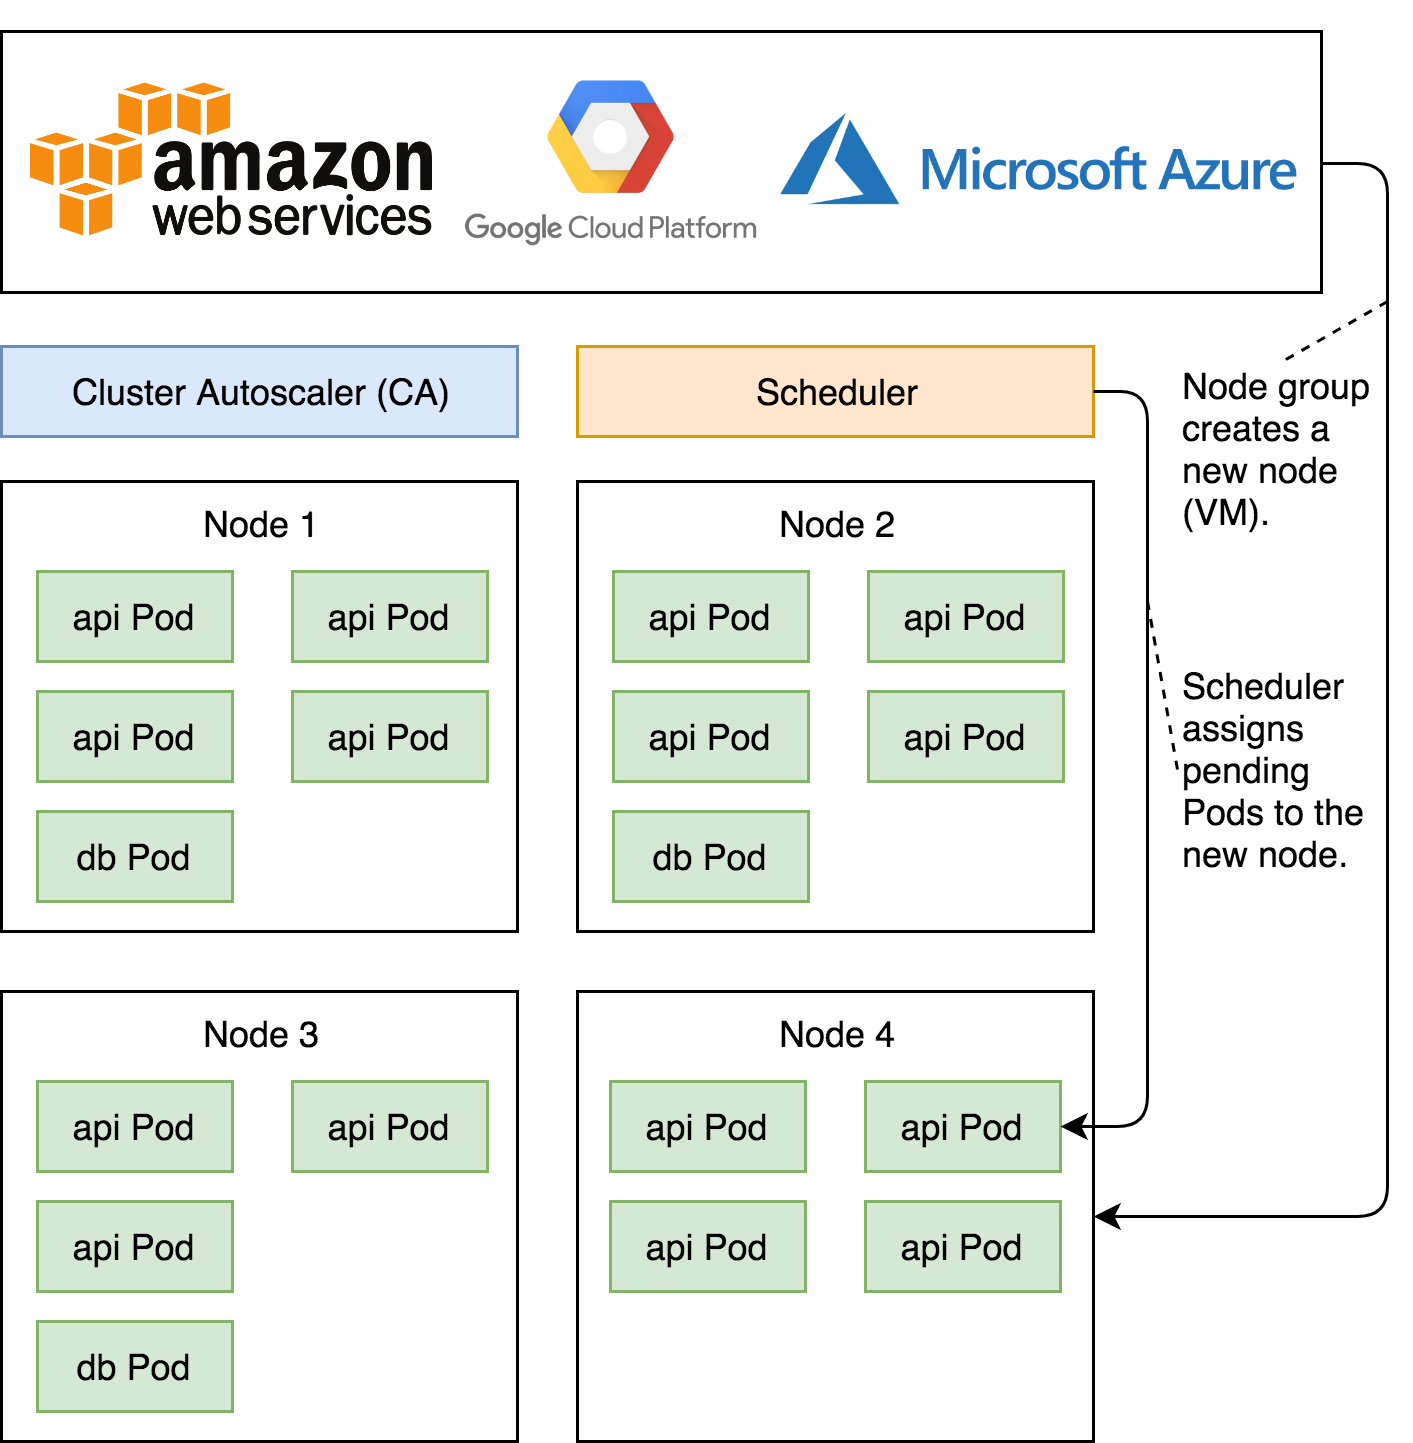 amazon
web services
Google Cloud Platform
Microsoft Azure
Cluster Autoscaler (CA)
Scheduler
Node group
creates a
new node
(VM).
Node 1
api Pod
api Pod
api Pod
api Pod
db Pod
Node 2
api Pod
api Pod
api Pod
api Pod
db Pod
Scheduler
assigns
pending
Pods to the
new node.
Node 3
api Pod
api Pod
api Pod
db Pod
Node 4
api Pod
api Pod
api Pod
api Pod